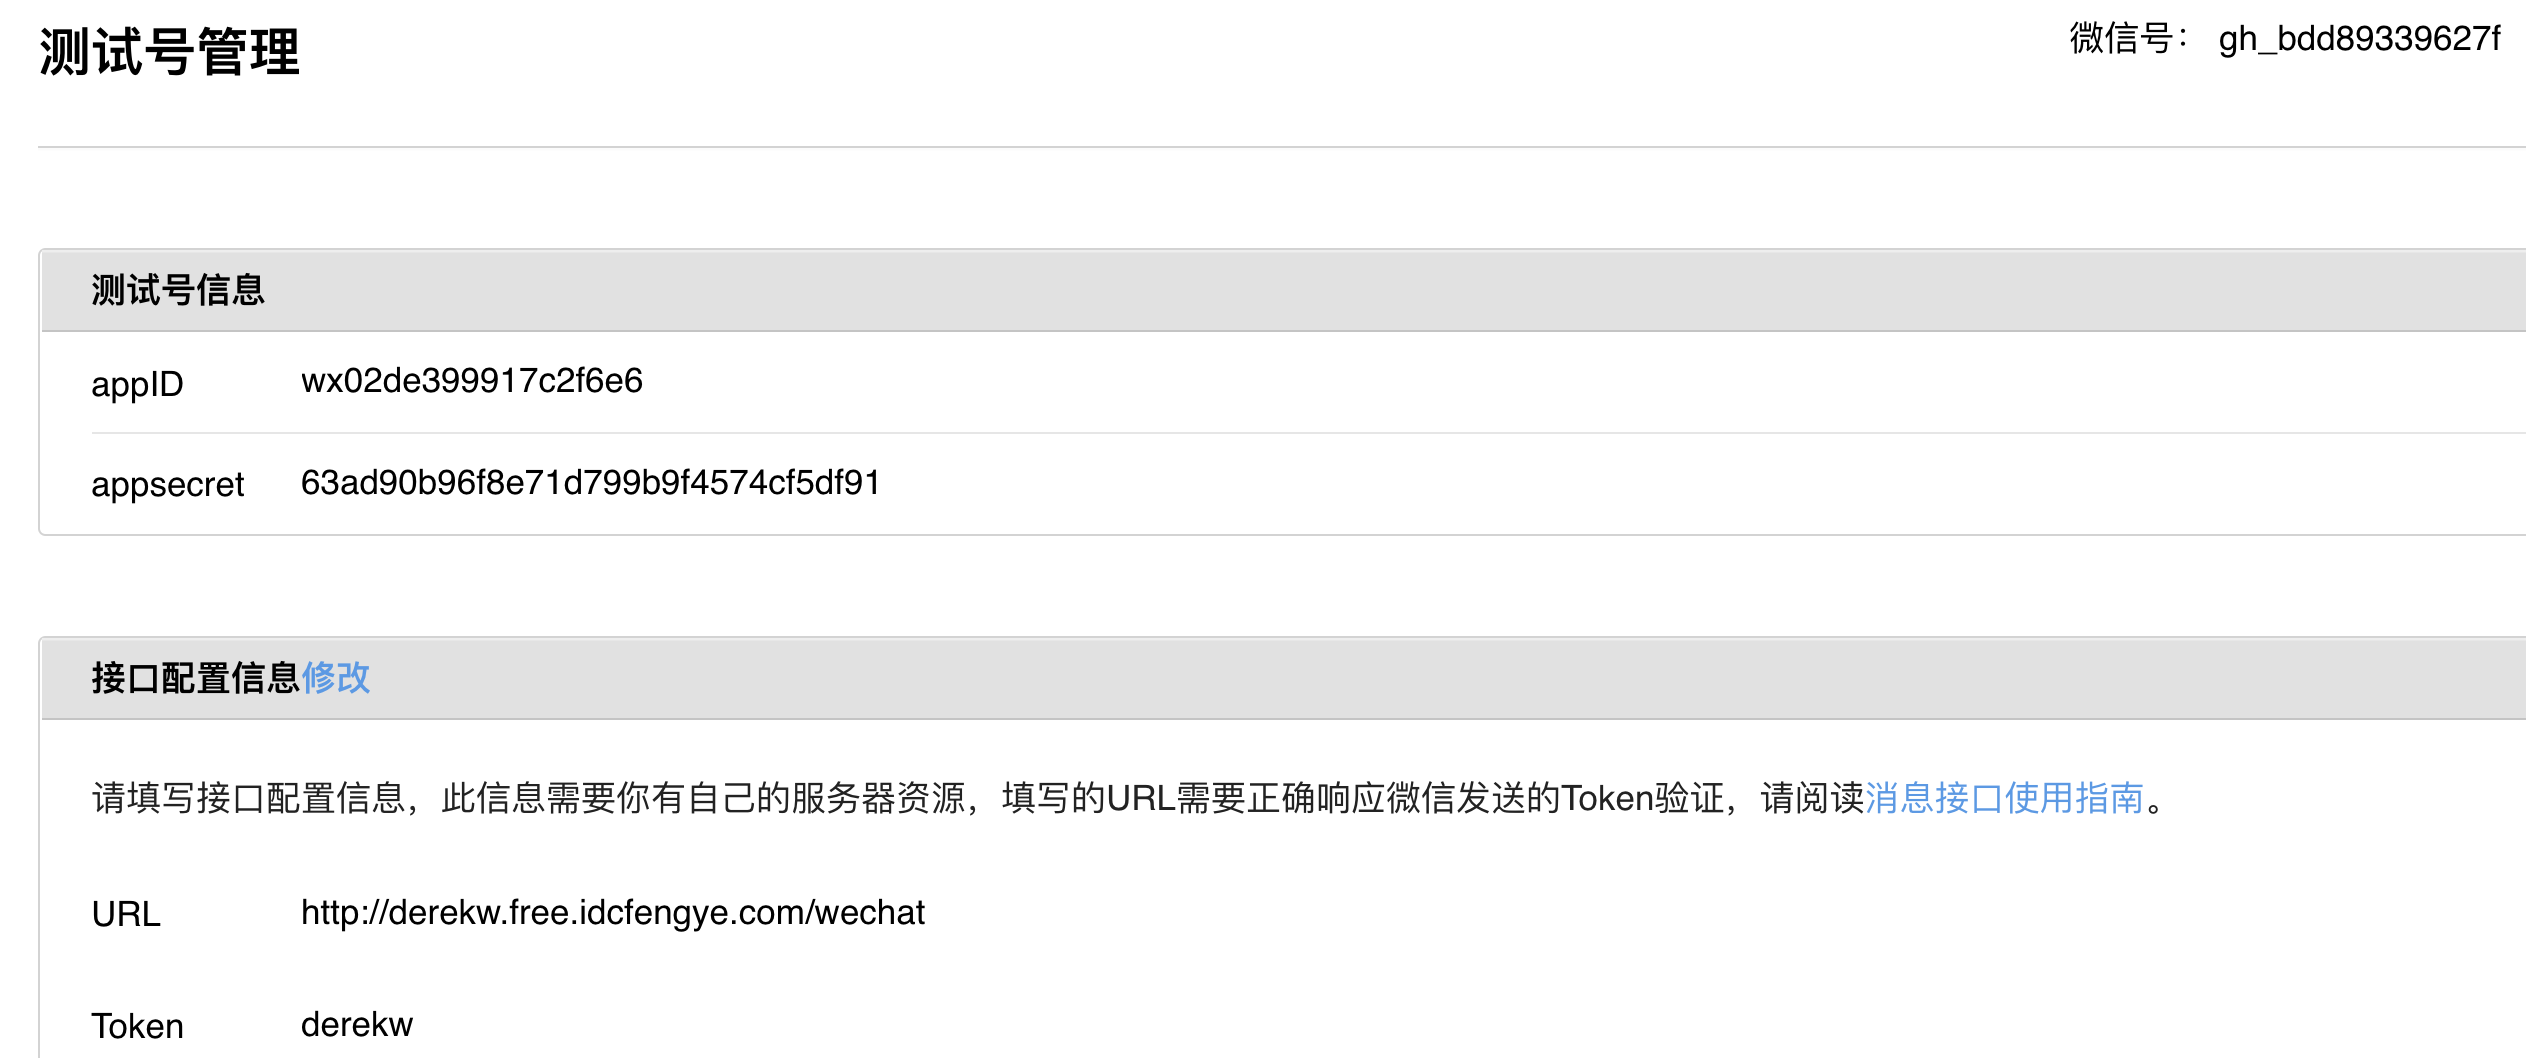 测试号管理
微信号： gh_bdd89339627f
测试号信息
appID wx02de399917c2f6e6
appsecret 63ad90b96f8e71d799b9f4574cf5df91
接口配置信息修改
请填写接口配置信息，此信息需要你有自己的服务器资源，填写的URL需要正确响应微信发送的Token验证，请阅读消息接口使用指南。
URL http://derekw.free.idcfengye.com/wechat
Token derekw